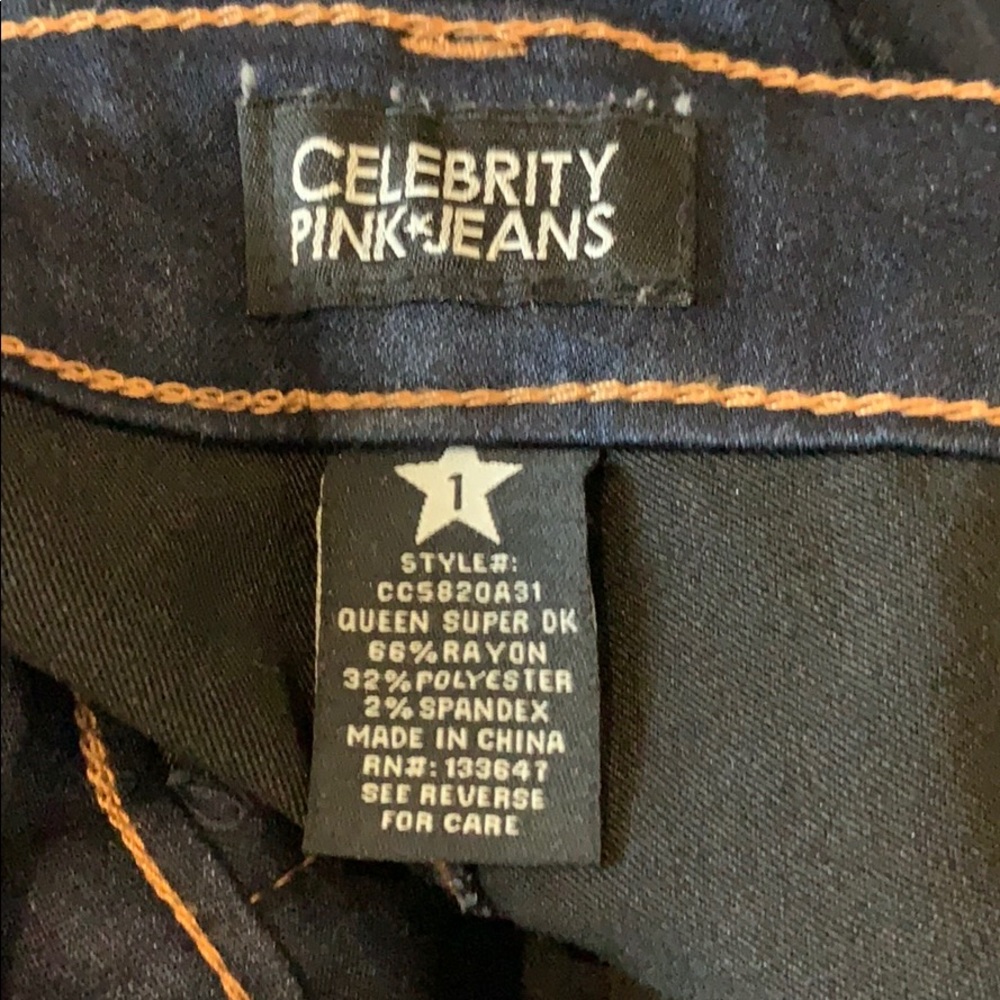 CELEBRITY
PINK★JEANS
1
STYLE#:
CC5820A31
QUEEN SUPER DK
66% RAYON
32% POLYESTER
2% SPANDEX
MADE IN CHINA
RN#: 133647
SEE REVERSE
FOR CARE